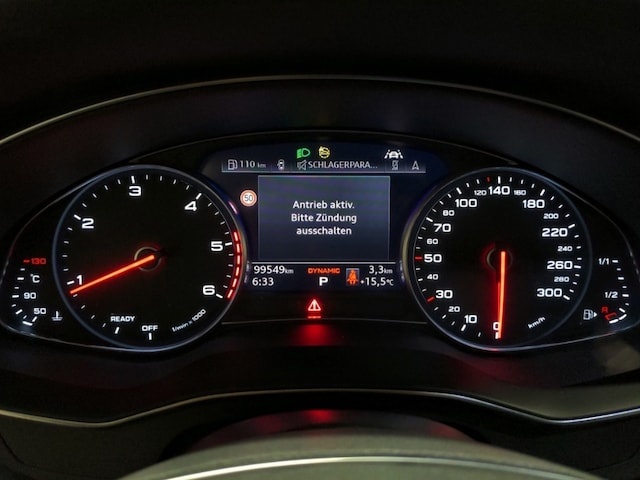 110 km SCHLAGERPARA...
50
Antrieb aktiv.
Bitte Zündung
ausschalten
99549km DYNAMIC 3,3km
6:33 P +15,5°C
1 2 3 4 5 6
READY OFF 1/min x 1000
130
°C
90
50
0 10 20 30 40 50 60 70 80 90 100 120 140 160 180 200 220 240 260 280 300
km/h
1/1
1/2
R